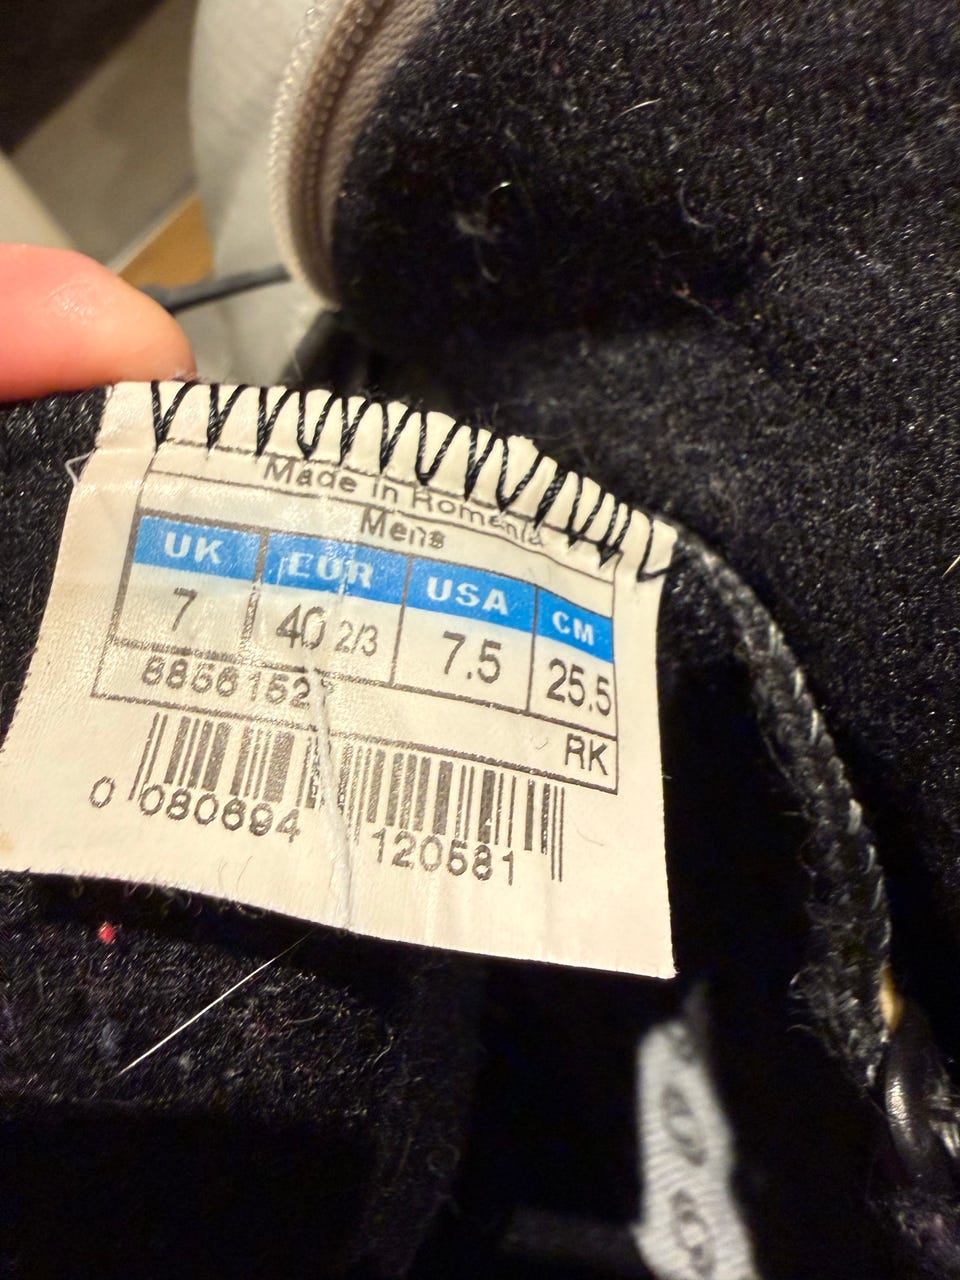 Made in Romania
Mens
UK EUR USA CM
7 40 2/3 7.5 25.5
RK
0 080694 120581